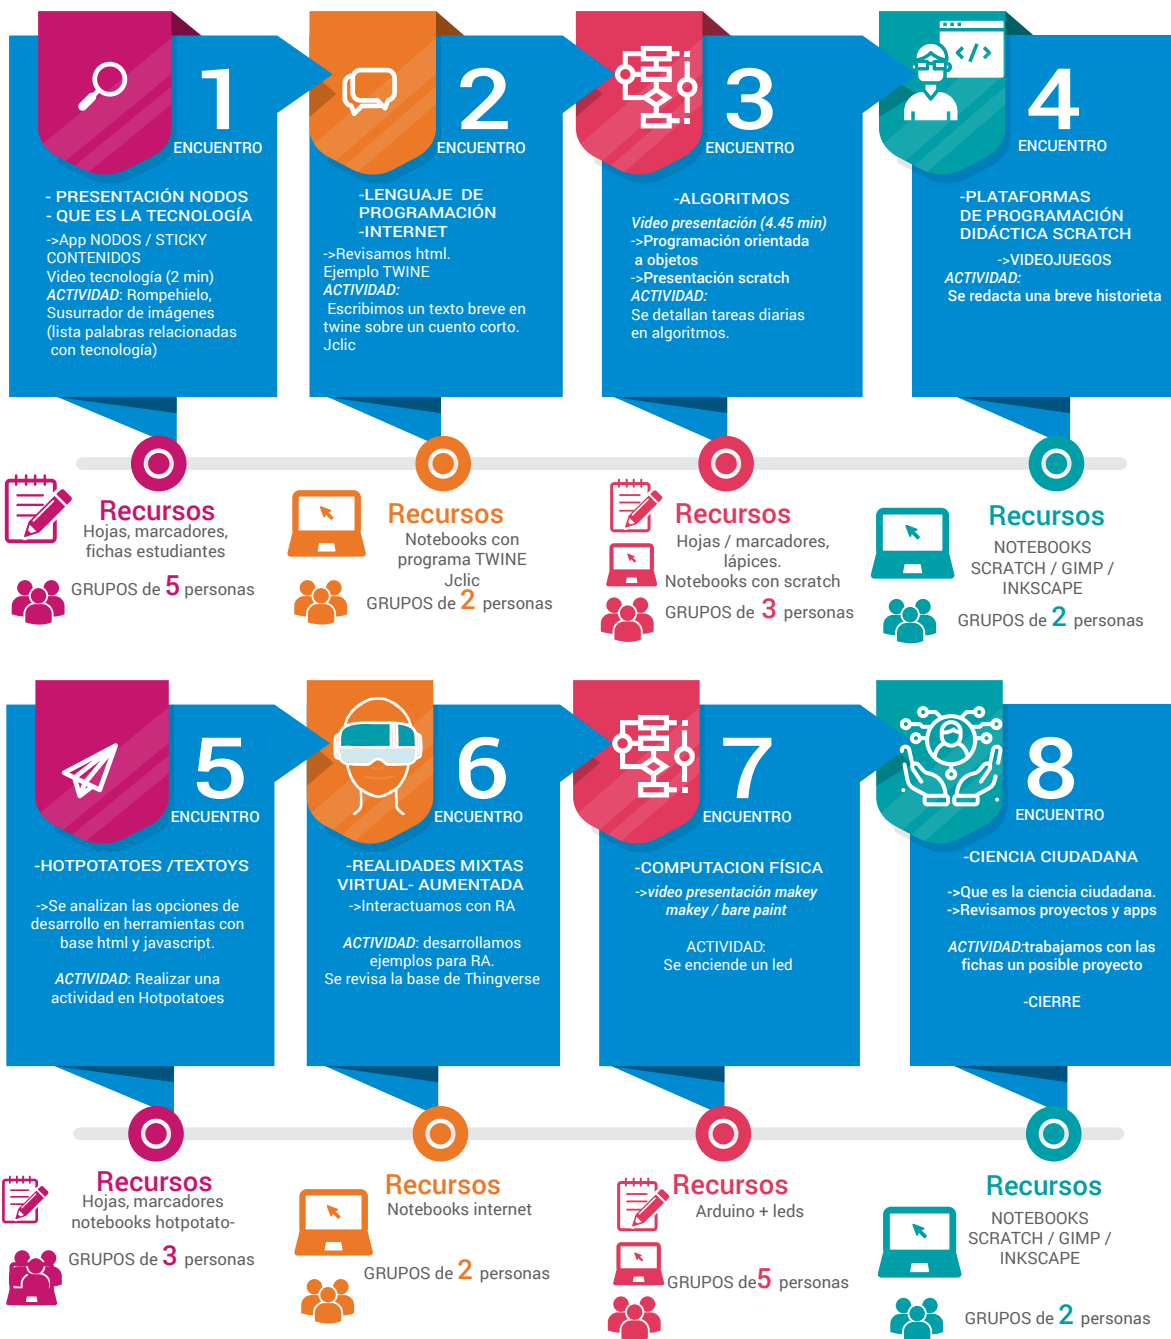 1
ENCUENTRO
- PRESENTACIÓN NODOS
- QUE ES LA TECNOLOGÍA
->App NODOS / STICKY
CONTENIDOS
Video tecnología (2 min)
ACTIVIDAD: Rompehielo,
Susurrador de imágenes
(lista palabras relacionadas
con tecnología)
2
ENCUENTRO
-LENGUAJE DE
PROGRAMACIÓN
-INTERNET
->Revisamos html.
Ejemplo TWINE
ACTIVIDAD:
Escribimos un texto breve en
twine sobre un cuento corto.
Jclic
3
ENCUENTRO
-ALGORITMOS
Video presentación (4.45 min)
->Programación orientada
a objetos
->Presentación scratch
ACTIVIDAD:
Se detallan tareas diarias
en algoritmos.
</>
4
ENCUENTRO
-PLATAFORMAS
DE PROGRAMACIÓN
DIDÁCTICA SCRATCH
->VIDEOJUEGOS
ACTIVIDAD:
Se redacta una breve historieta
Recursos
Hojas, marcadores,
fichas estudiantes
GRUPOS de 5 personas
Recursos
Notebooks con
programa TWINE
Jclic
GRUPOS de 2 personas
Recursos
Hojas / marcadores,
lápices.
Notebooks con scratch
GRUPOS de 3 personas
Recursos
NOTEBOOKS
SCRATCH / GIMP /
INKSCAPE
GRUPOS de 2 personas
5
ENCUENTRO
-HOTPOTATOES /TEXTOYS
->Se analizan las opciones de
desarrollo en herramientas con
base html y javascript.
ACTIVIDAD: Realizar una
actividad en Hotpotatoes
6
ENCUENTRO
-REALIDADES MIXTAS
VIRTUAL- AUMENTADA
->Interactuamos con RA
ACTIVIDAD: desarrollamos
ejemplos para RA.
Se revisa la base de Thingverse
7
ENCUENTRO
-COMPUTACION FÍSICA
->video presentación makey
makey / bare paint
ACTIVIDAD:
Se enciende un led
8
ENCUENTRO
-CIENCIA CIUDADANA
->Que es la ciencia ciudadana.
->Revisamos proyectos y apps
ACTIVIDAD:trabajamos con las
fichas un posible proyecto
-CIERRE
Recursos
Hojas, marcadores
notebooks hotpotato-
GRUPOS de 3 personas
Recursos
Notebooks internet
GRUPOS de 2 personas
Recursos
Arduino + leds
GRUPOS de5 personas
Recursos
NOTEBOOKS
SCRATCH / GIMP /
INKSCAPE
GRUPOS de 2 personas